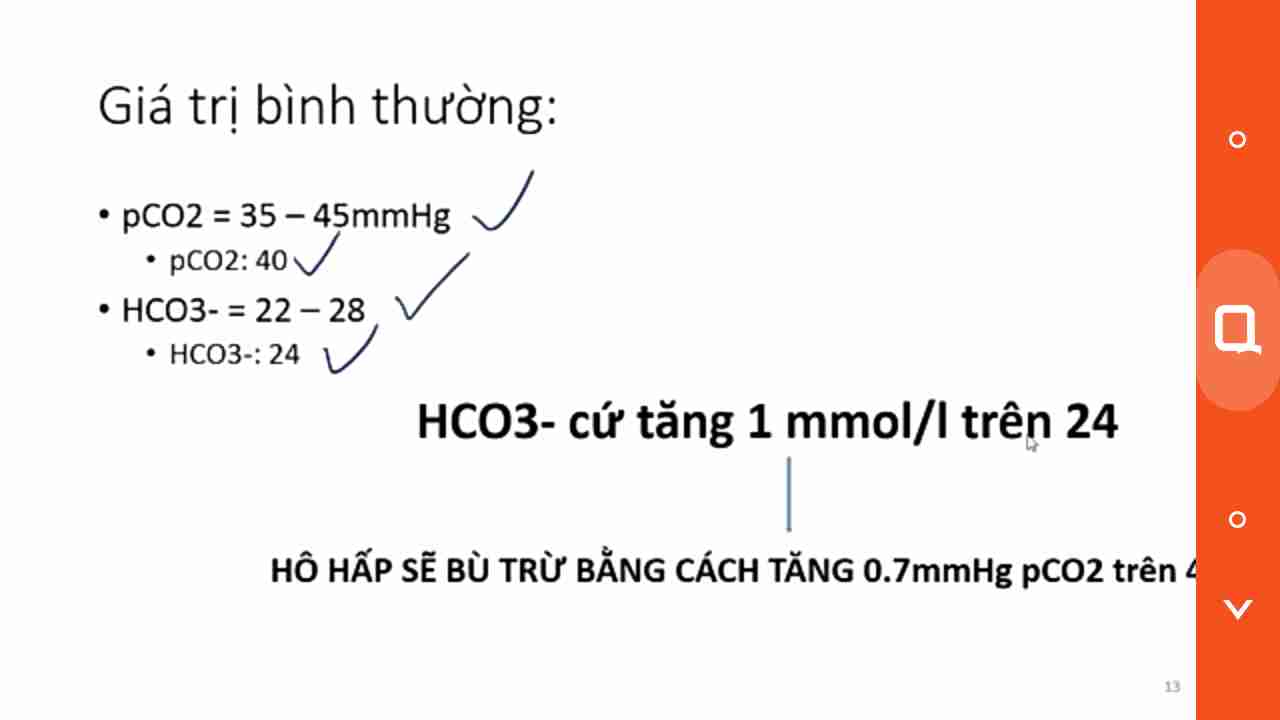 Giá trị bình thường:
• pCO2 = 35 – 45mmHg
• pCO2: 40
• HCO3- = 22 – 28
• HCO3-: 24
HCO3- cứ tăng 1 mmol/l trên 24
HÔ HẤP SẼ BÙ TRỪ BẰNG CÁCH TĂNG 0.7mmHg pCO2 trên
13